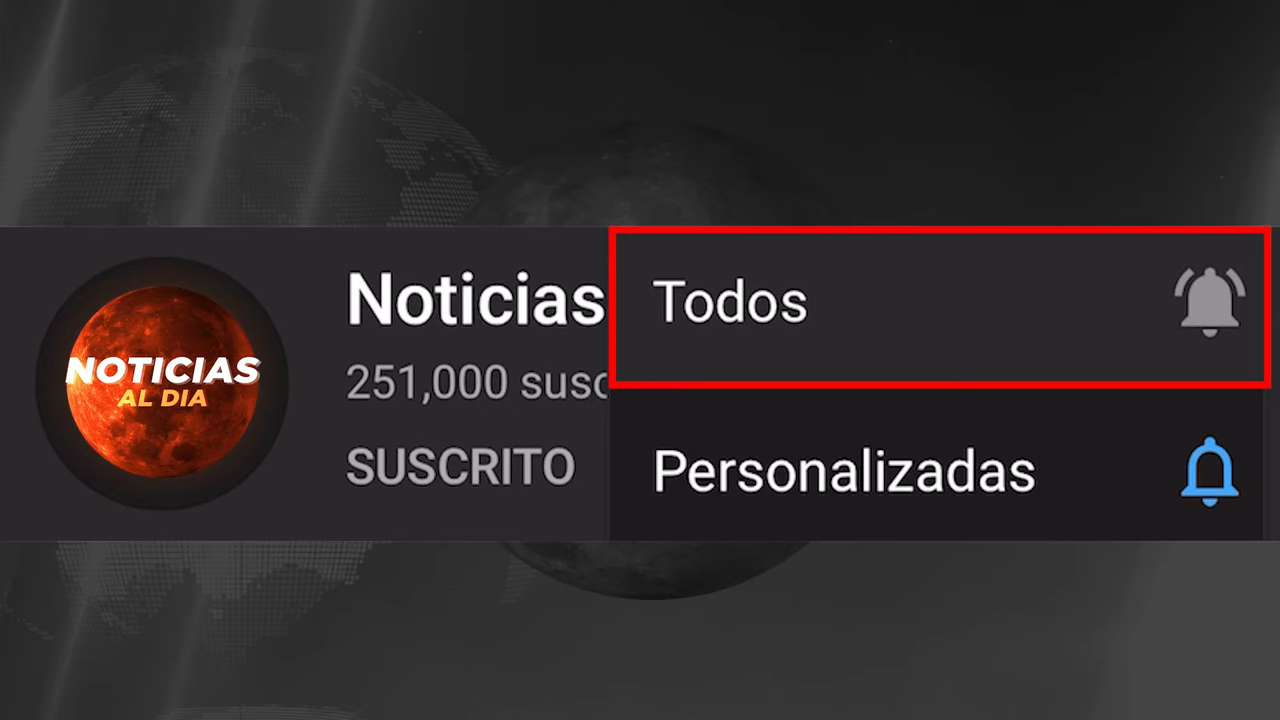 NOTICIAS
AL DIA
Noticias
251,000 susc
SUSCRITO
Todos
Personalizadas